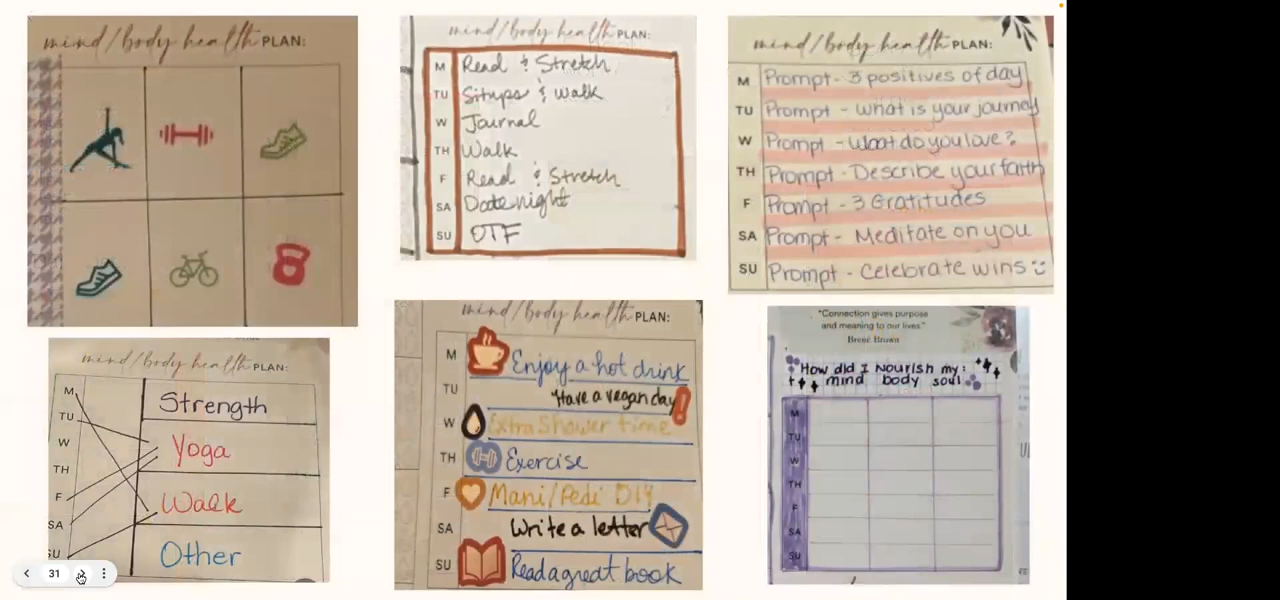 mind/body health PLAN:
mind/body health PLAN:
M Read & Stretch
TU Situps & Walk
W Journal
TH Walk
F Read & Stretch
SA Date night
SU OTF
mind/body health PLAN:
M Prompt - 3 positives of day
TU Prompt - what is your journey
W Prompt - What do you love?
TH Prompt - Describe your faith
F Prompt - 3 Gratitudes
SA Prompt - Meditate on you
SU Prompt - Celebrate wins
mind/body health PLAN:
M
TU
W
TH
F
SA
SU
Strength
Yoga
Walk
Other
mind/body health PLAN:
M Enjoy a hot drink
TU Have a vegan day!
W Extra Shower time
TH Exercise
F Mani/Pedi DIY
SA Write a letter
SU Read a great book
"Connection gives purpose
and meaning to our lives"
Brené Brown
How did I nourish my:
mind body soul
M
TU
W
TH
F
SA
SU
31